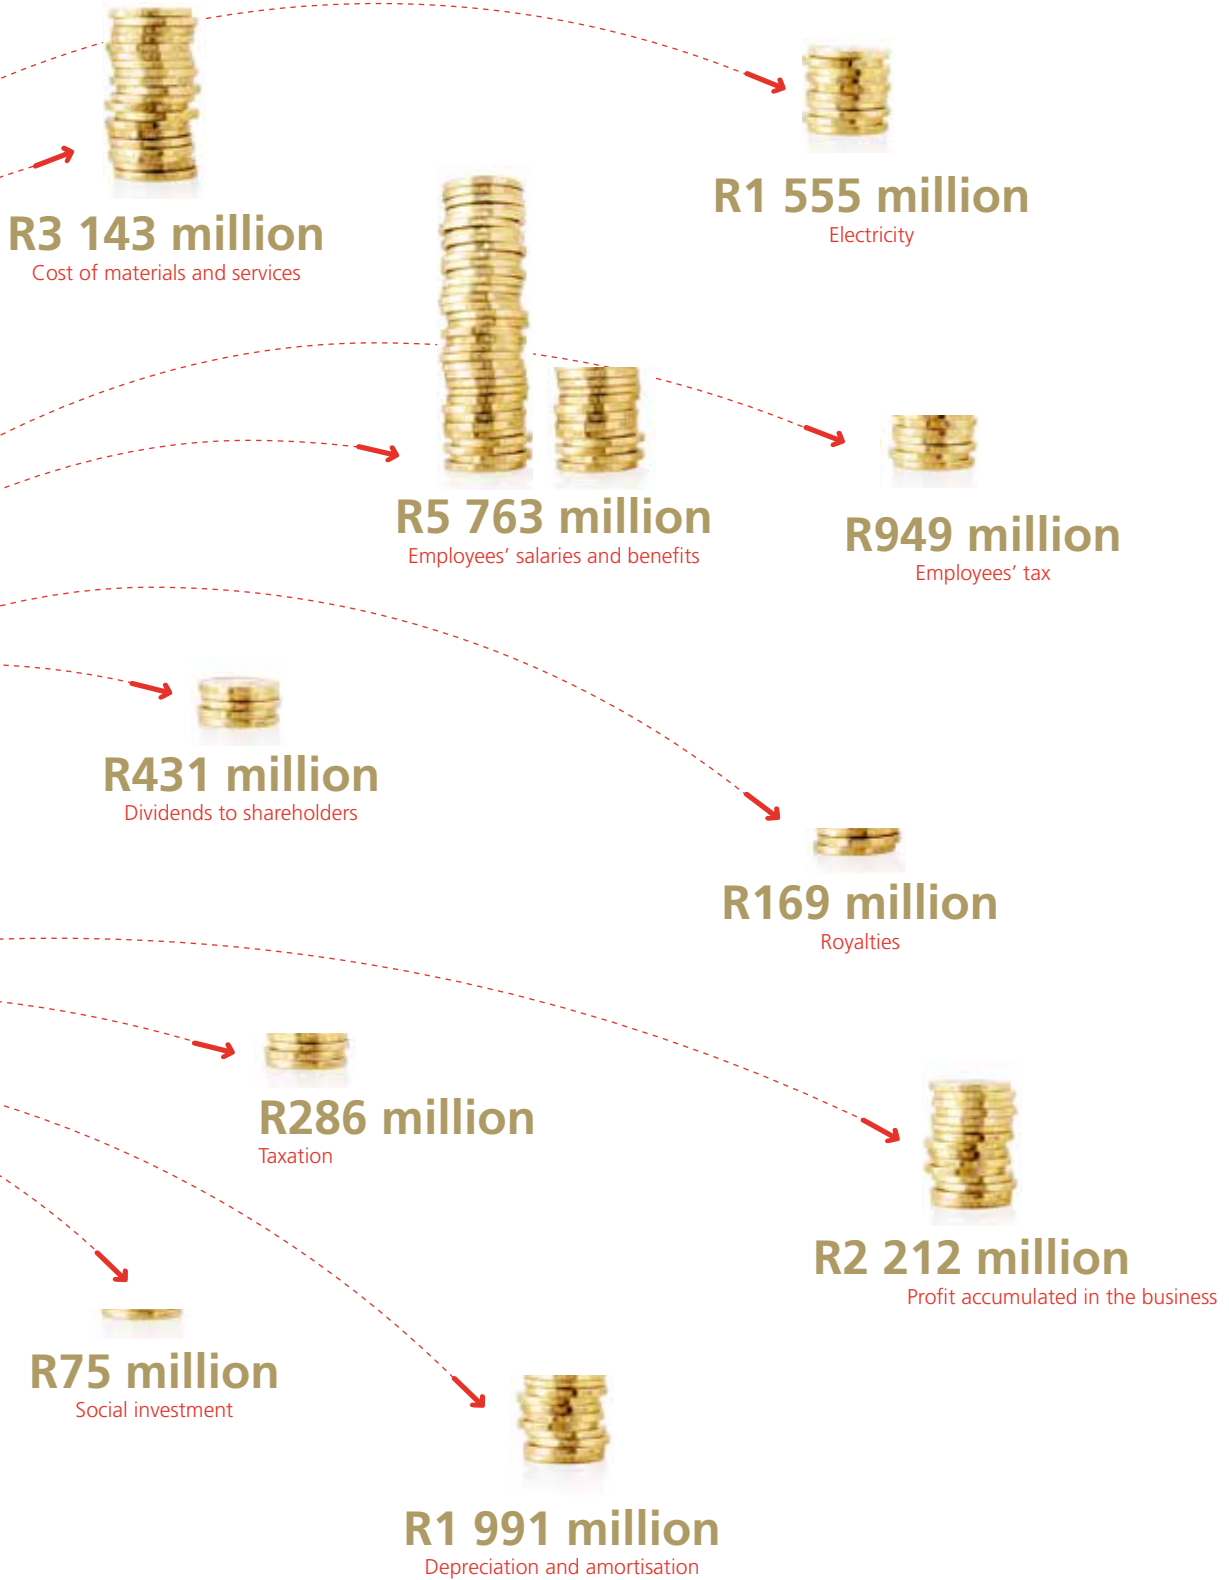 R1 555 million
Electricity
R3 143 million
Cost of materials and services
R5 763 million
Employees’ salaries and benefits
R949 million
Employees’ tax
R431 million
Dividends to shareholders
R169 million
Royalties
R286 million
Taxation
R2 212 million
Profit accumulated in the business
R75 million
Social investment
R1 991 million
Depreciation and amortisation